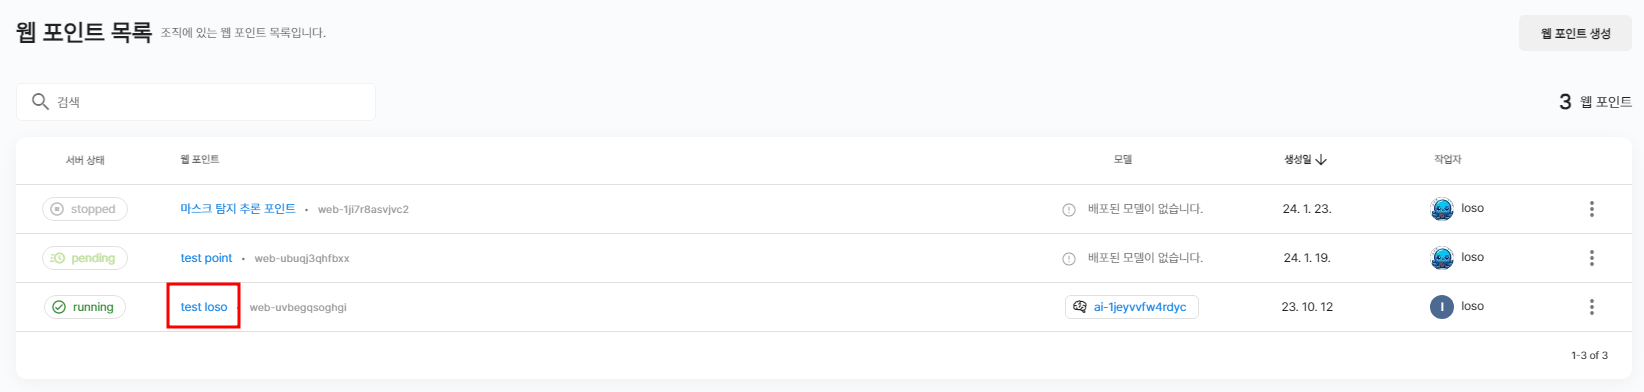 웹 포인트 목록 조직에 있는 웹 포인트 목록입니다.
웹 포인트 생성
검색
3 웹 포인트
서버 상태 웹 포인트 모델 생성일 작업자
stopped 마스크 탐지 추론 포인트 • web-1ji7r8asvjvc2 배포된 모델이 없습니다. 24. 1. 23. loso
pending test point • web-ubuqj3qhfbxx 배포된 모델이 없습니다. 24. 1. 19. loso
running test loso web-uvbegqsoghgi ai-1jeyvvfw4rdyc 23. 10. 12 l loso
1-3 of 3